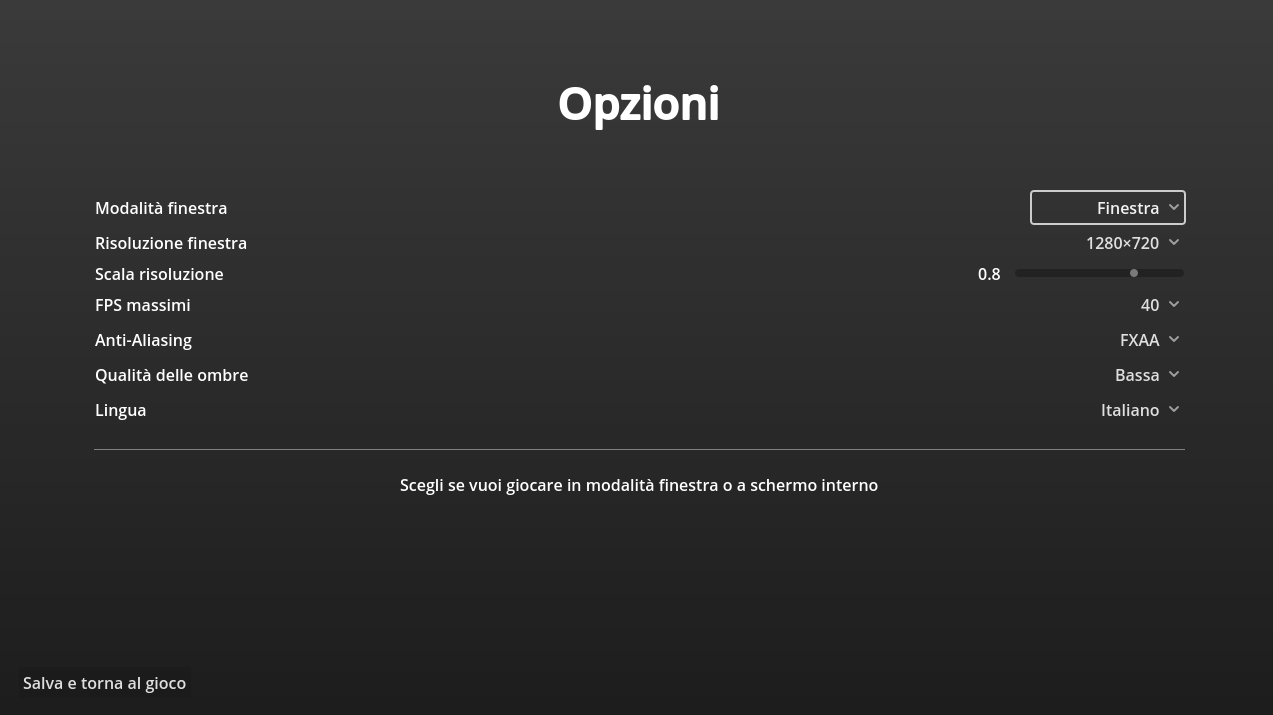 Opzioni
Modalità finestra Finestra
Risoluzione finestra 1280×720
Scala risoluzione 0.8
FPS massimi 40
Anti-Aliasing FXAA
Qualità delle ombre Bassa
Lingua Italiano
Scegli se vuoi giocare in modalità finestra o a schermo interno
Salva e torna al gioco